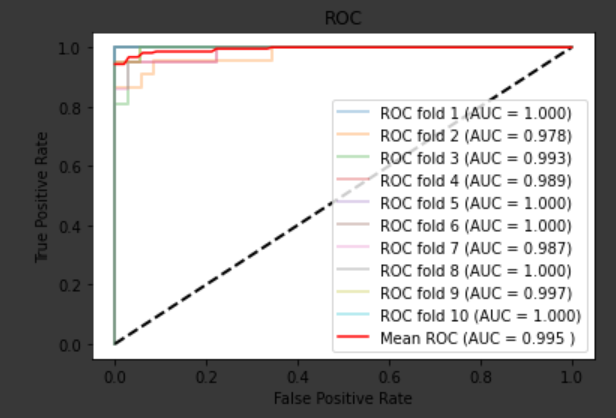 ROC
True Positive Rate
1.0
0.8
0.6
0.4
0.2
0.0
ROC fold 1 (AUC = 1.000)
ROC fold 2 (AUC = 0.978)
ROC fold 3 (AUC = 0.993)
ROC fold 4 (AUC = 0.989)
ROC fold 5 (AUC = 1.000)
ROC fold 6 (AUC = 1.000)
ROC fold 7 (AUC = 0.987)
ROC fold 8 (AUC = 1.000)
ROC fold 9 (AUC = 0.997)
ROC fold 10 (AUC = 1.000)
Mean ROC (AUC = 0.995 )
0.0 0.2 0.4 0.6 0.8 1.0
False Positive Rate